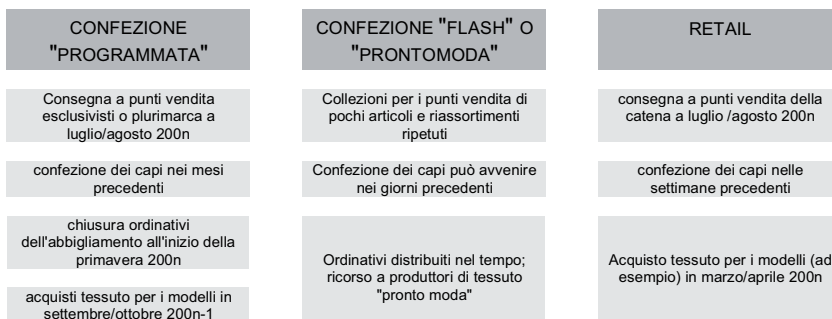 CONFEZIONE
"PROGRAMMATA"
Consegna a punti vendita
esclusivisti o plurimarca a
luglio/agosto 200n
confezione dei capi nei mesi
precedenti
chiusura ordinativi
dell'abbigliamento all'inizio della
primavera 200n
acquisti tessuto per i modelli in
settembre/ottobre 200n-1
CONFEZIONE "FLASH" O
"PRONTOMODA"
Collezioni per i punti vendita di
pochi articoli e riassortimenti
ripetuti
Confezione dei capi può avvenire
nei giorni precedenti
Ordinativi distribuiti nel tempo;
ricorso a produttori di tessuto
"pronto moda"
RETAIL
consegna a punti vendita della
catena a luglio /agosto 200n
confezione dei capi nelle
settimane precedenti
Acquisto tessuto per i modelli (ad
esempio) in marzo/aprile 200n